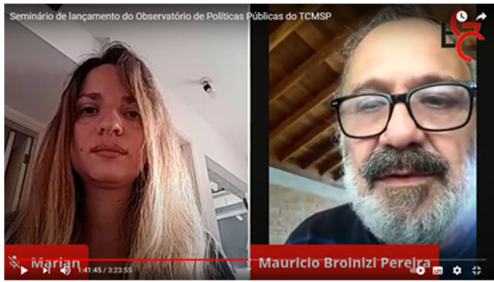 Seminário de lançamento do Observatório de Políticas Públicas do TCMSP
EGC
Marian
Mauricio Broinizi Pereira
1:41:45 / 3:23:55